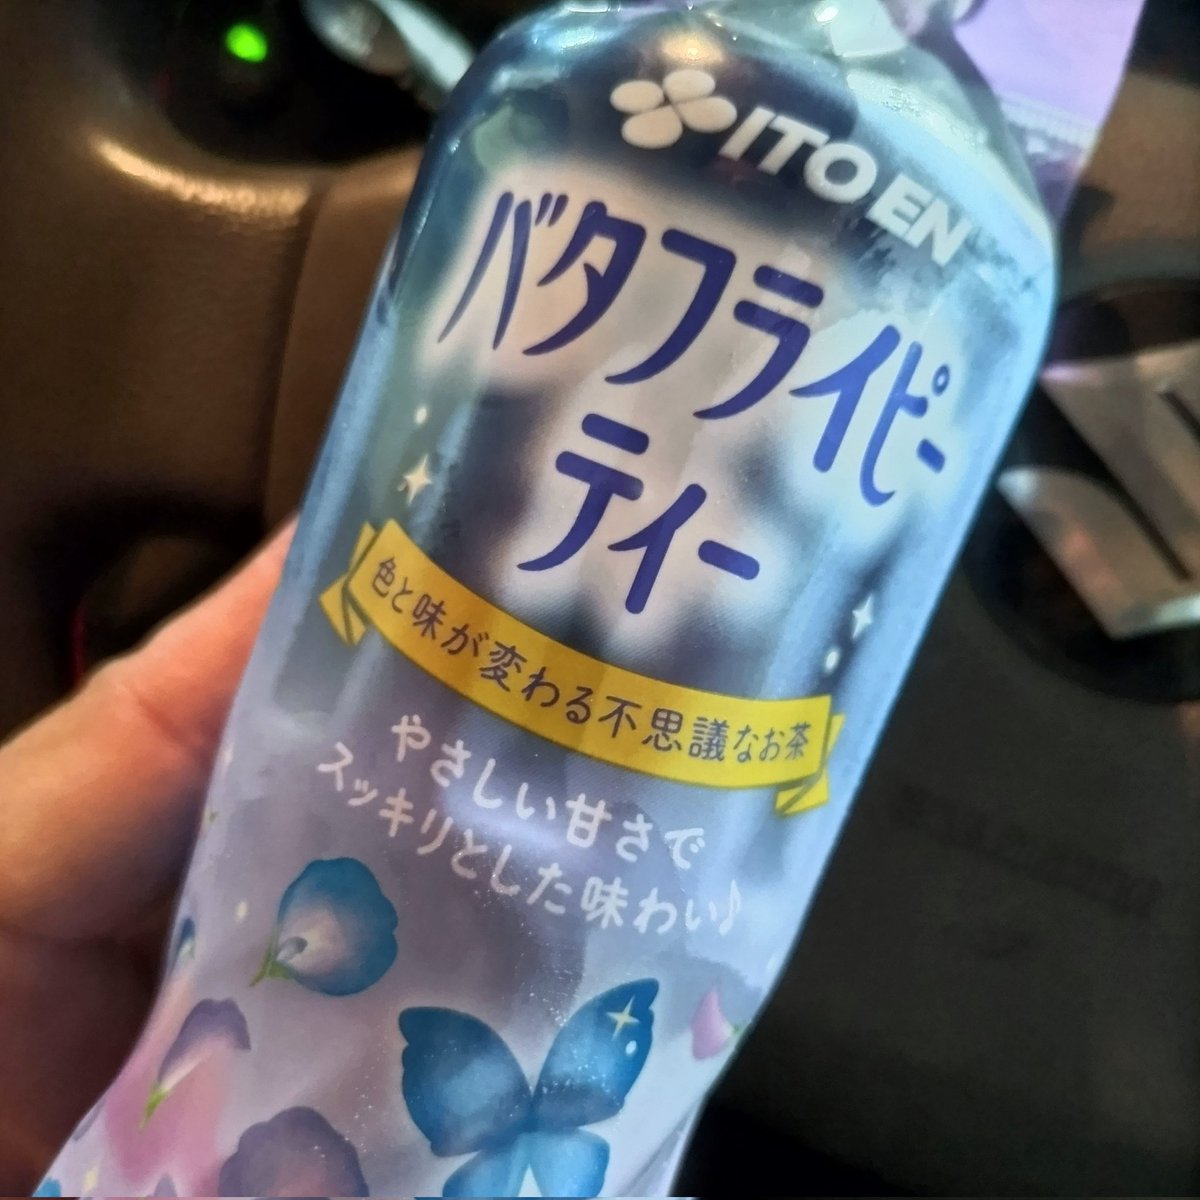 ITO EN
バタフライピー
ティー
色と味が変わる不思議なお茶
やさしい甘さで
スッキリとした味わい♪